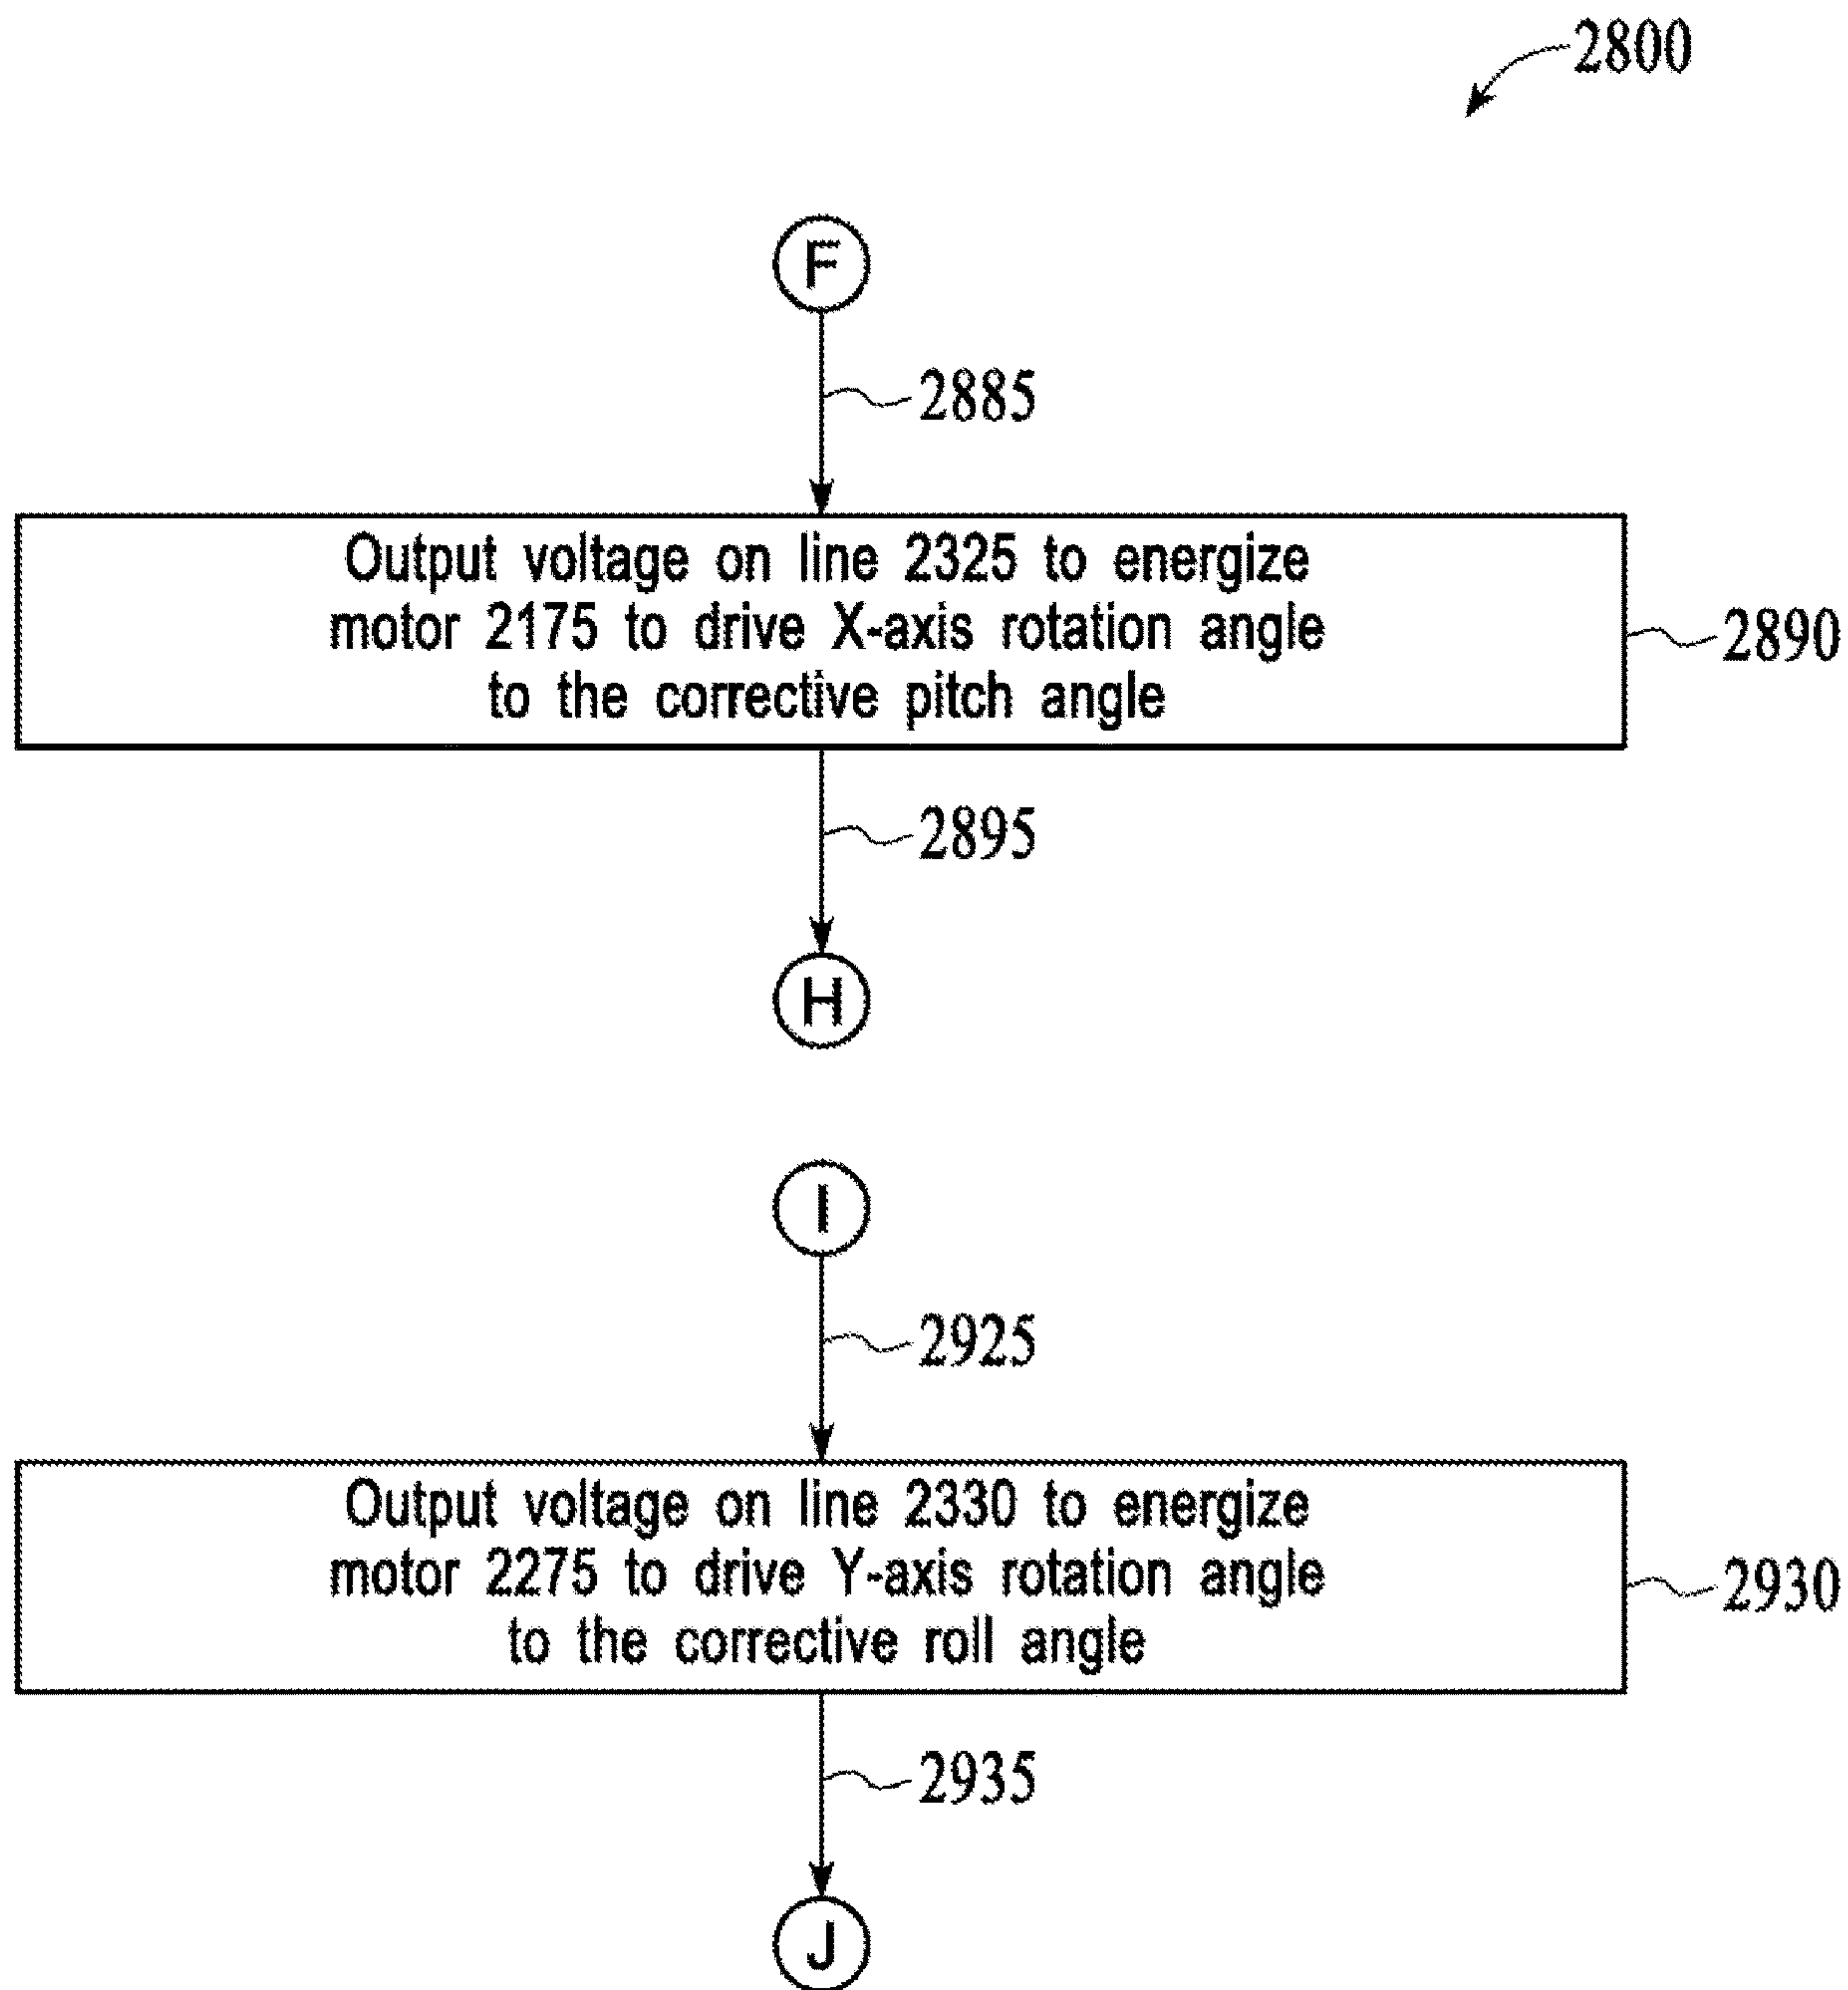 2800
F
2885
Output voltage on line 2325 to energize
motor 2175 to drive X-axis rotation angle
to the corrective pitch angle
2890
2895
H
I
2925
Output voltage on line 2330 to energize
motor 2275 to drive Y-axis rotation angle
to the corrective roll angle
2930
2935
J